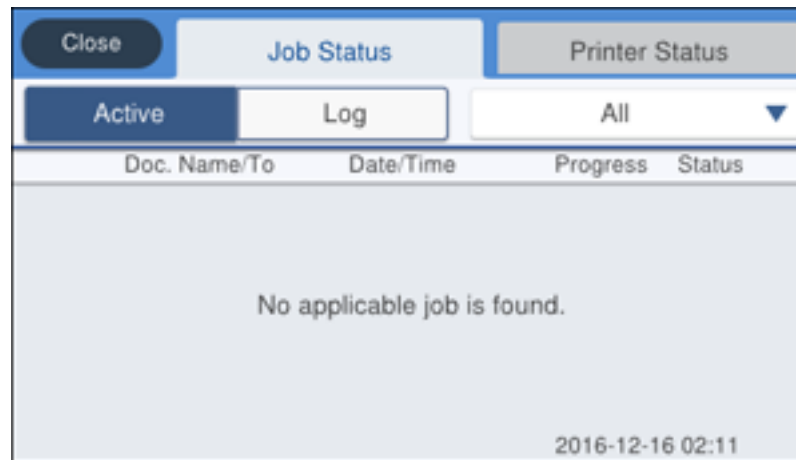 Close Job Status Printer Status
Active Log All
Doc. Name/To Date/Time Progress Status
No applicable job is found.
2016-12-16 02:11